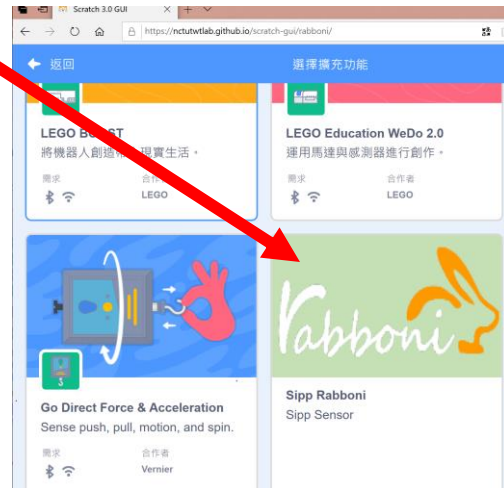 Scratch 3.0 GUI
https://nctutwtlab.github.io/scratch-gui/rabboni/
返回
選擇擴充功能
LEGO B ST
將機器人創造 現實生活。
需求
合作者
LEGO
LEGO Education WeDo 2.0
運用馬達與感測器進行創作。
需求
合作者
LEGO
Go Direct Force & Acceleration
Sense push, pull, motion, and spin.
需求
合作者
Vernier
rabboni
Sipp Rabboni
Sipp Sensor